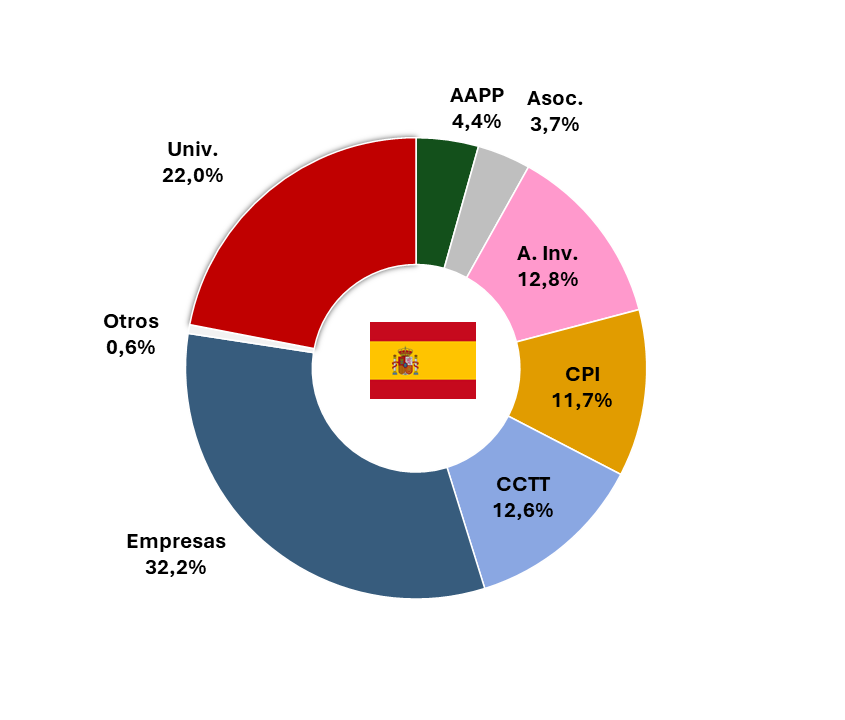 AAPP
4,4%
Asoc.
3,7%
A. Inv.
12,8%
CPI
11,7%
CCTT
12,6%
Empresas
32,2%
Otros
0,6%
Univ.
22,0%